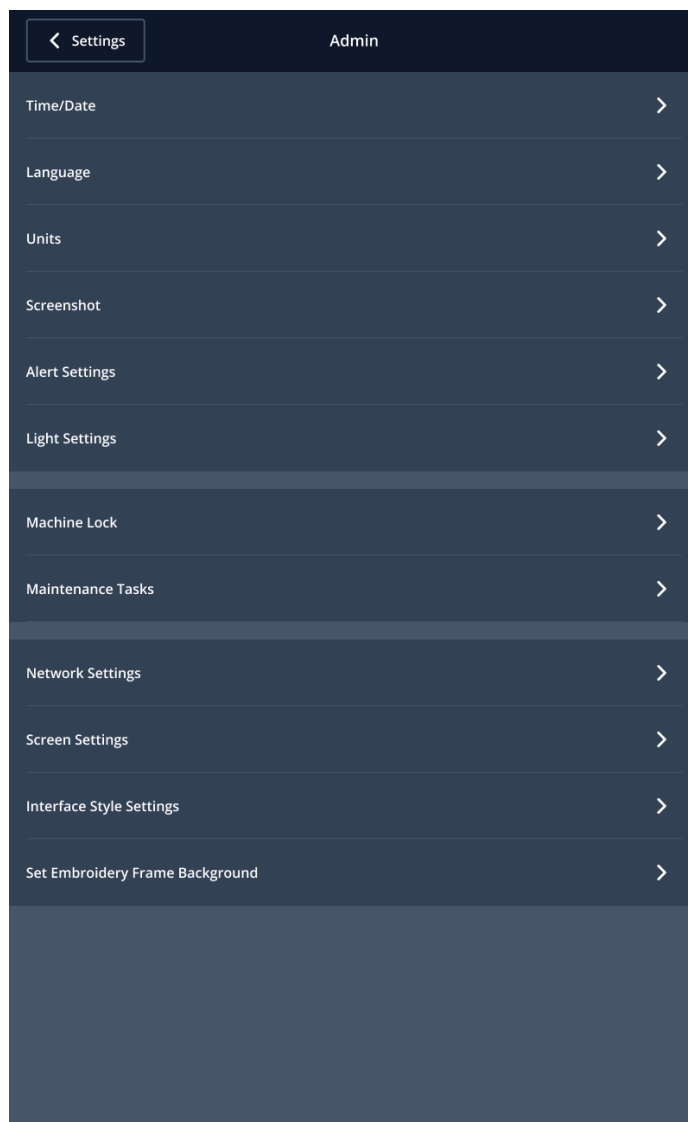 Settings
Admin
Time/Date
Language
Units
Screenshot
Alert Settings
Light Settings
Machine Lock
Maintenance Tasks
Network Settings
Screen Settings
Interface Style Settings
Set Embroidery Frame Background